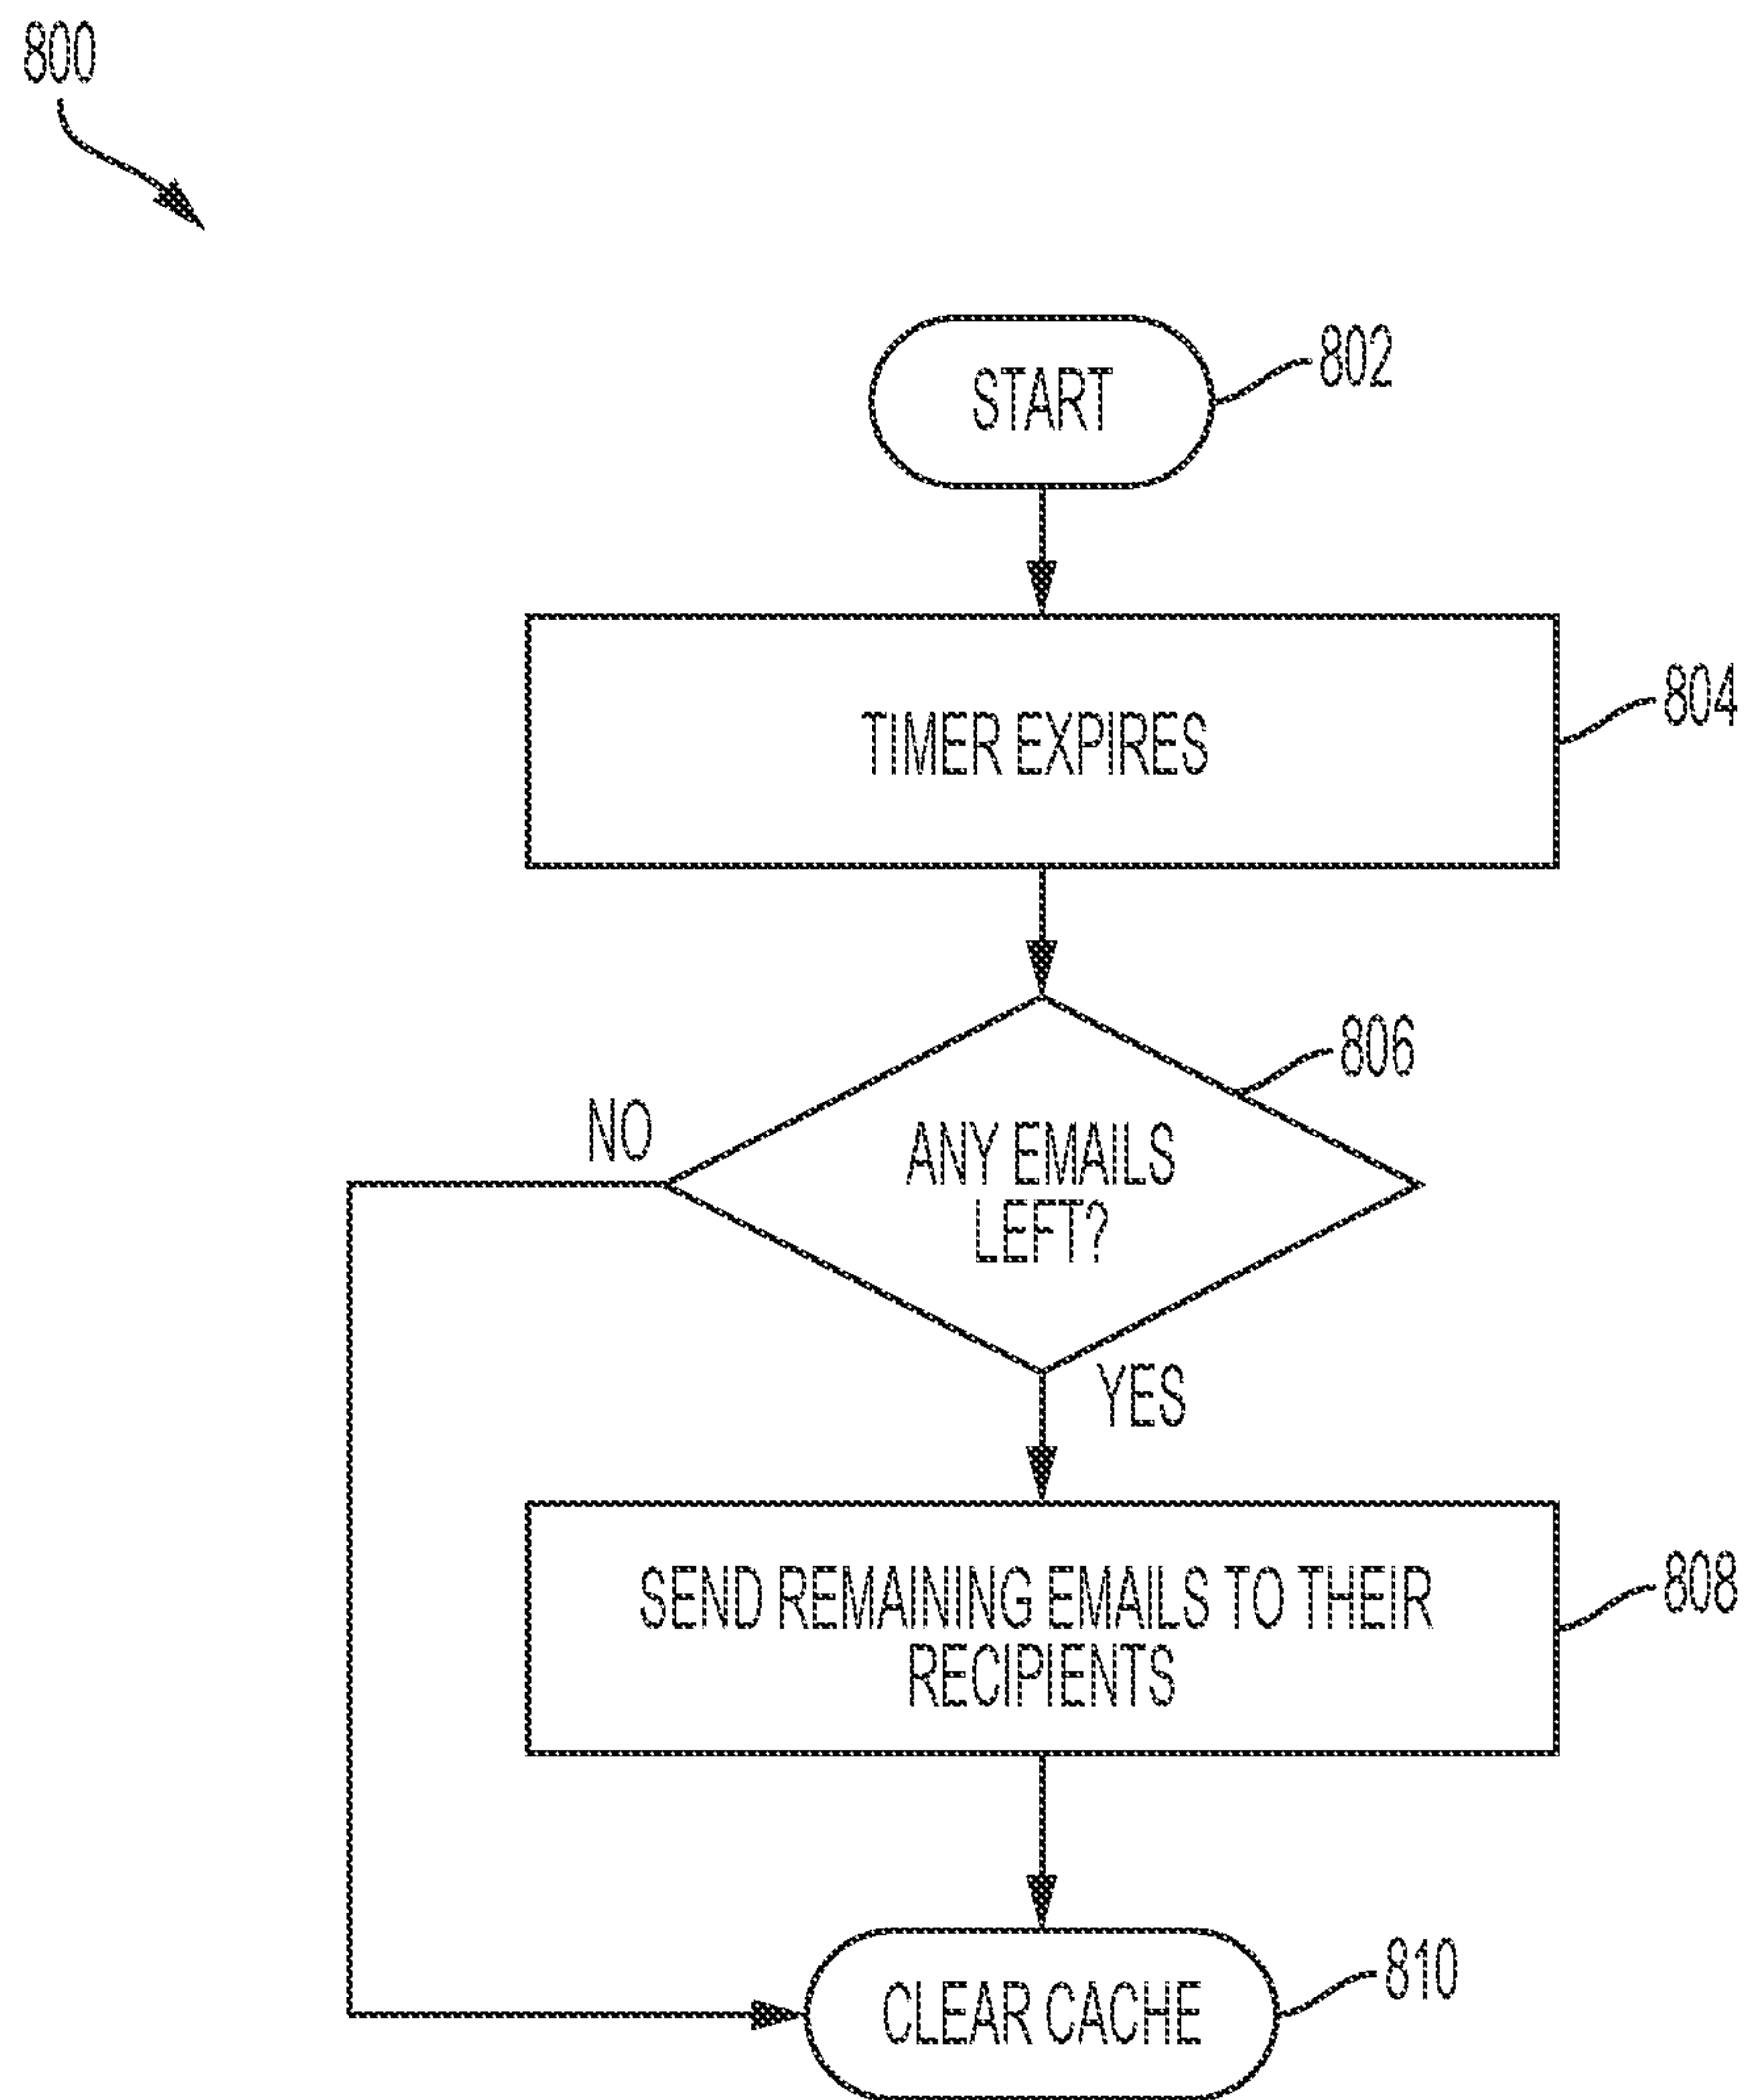 800
START
802
TIMER EXPIRES
804
806
NO
ANY EMAILS
LEFT?
YES
SEND REMAINING EMAILS TO THEIR
RECIPIENTS
808
CLEAR CACHE
810